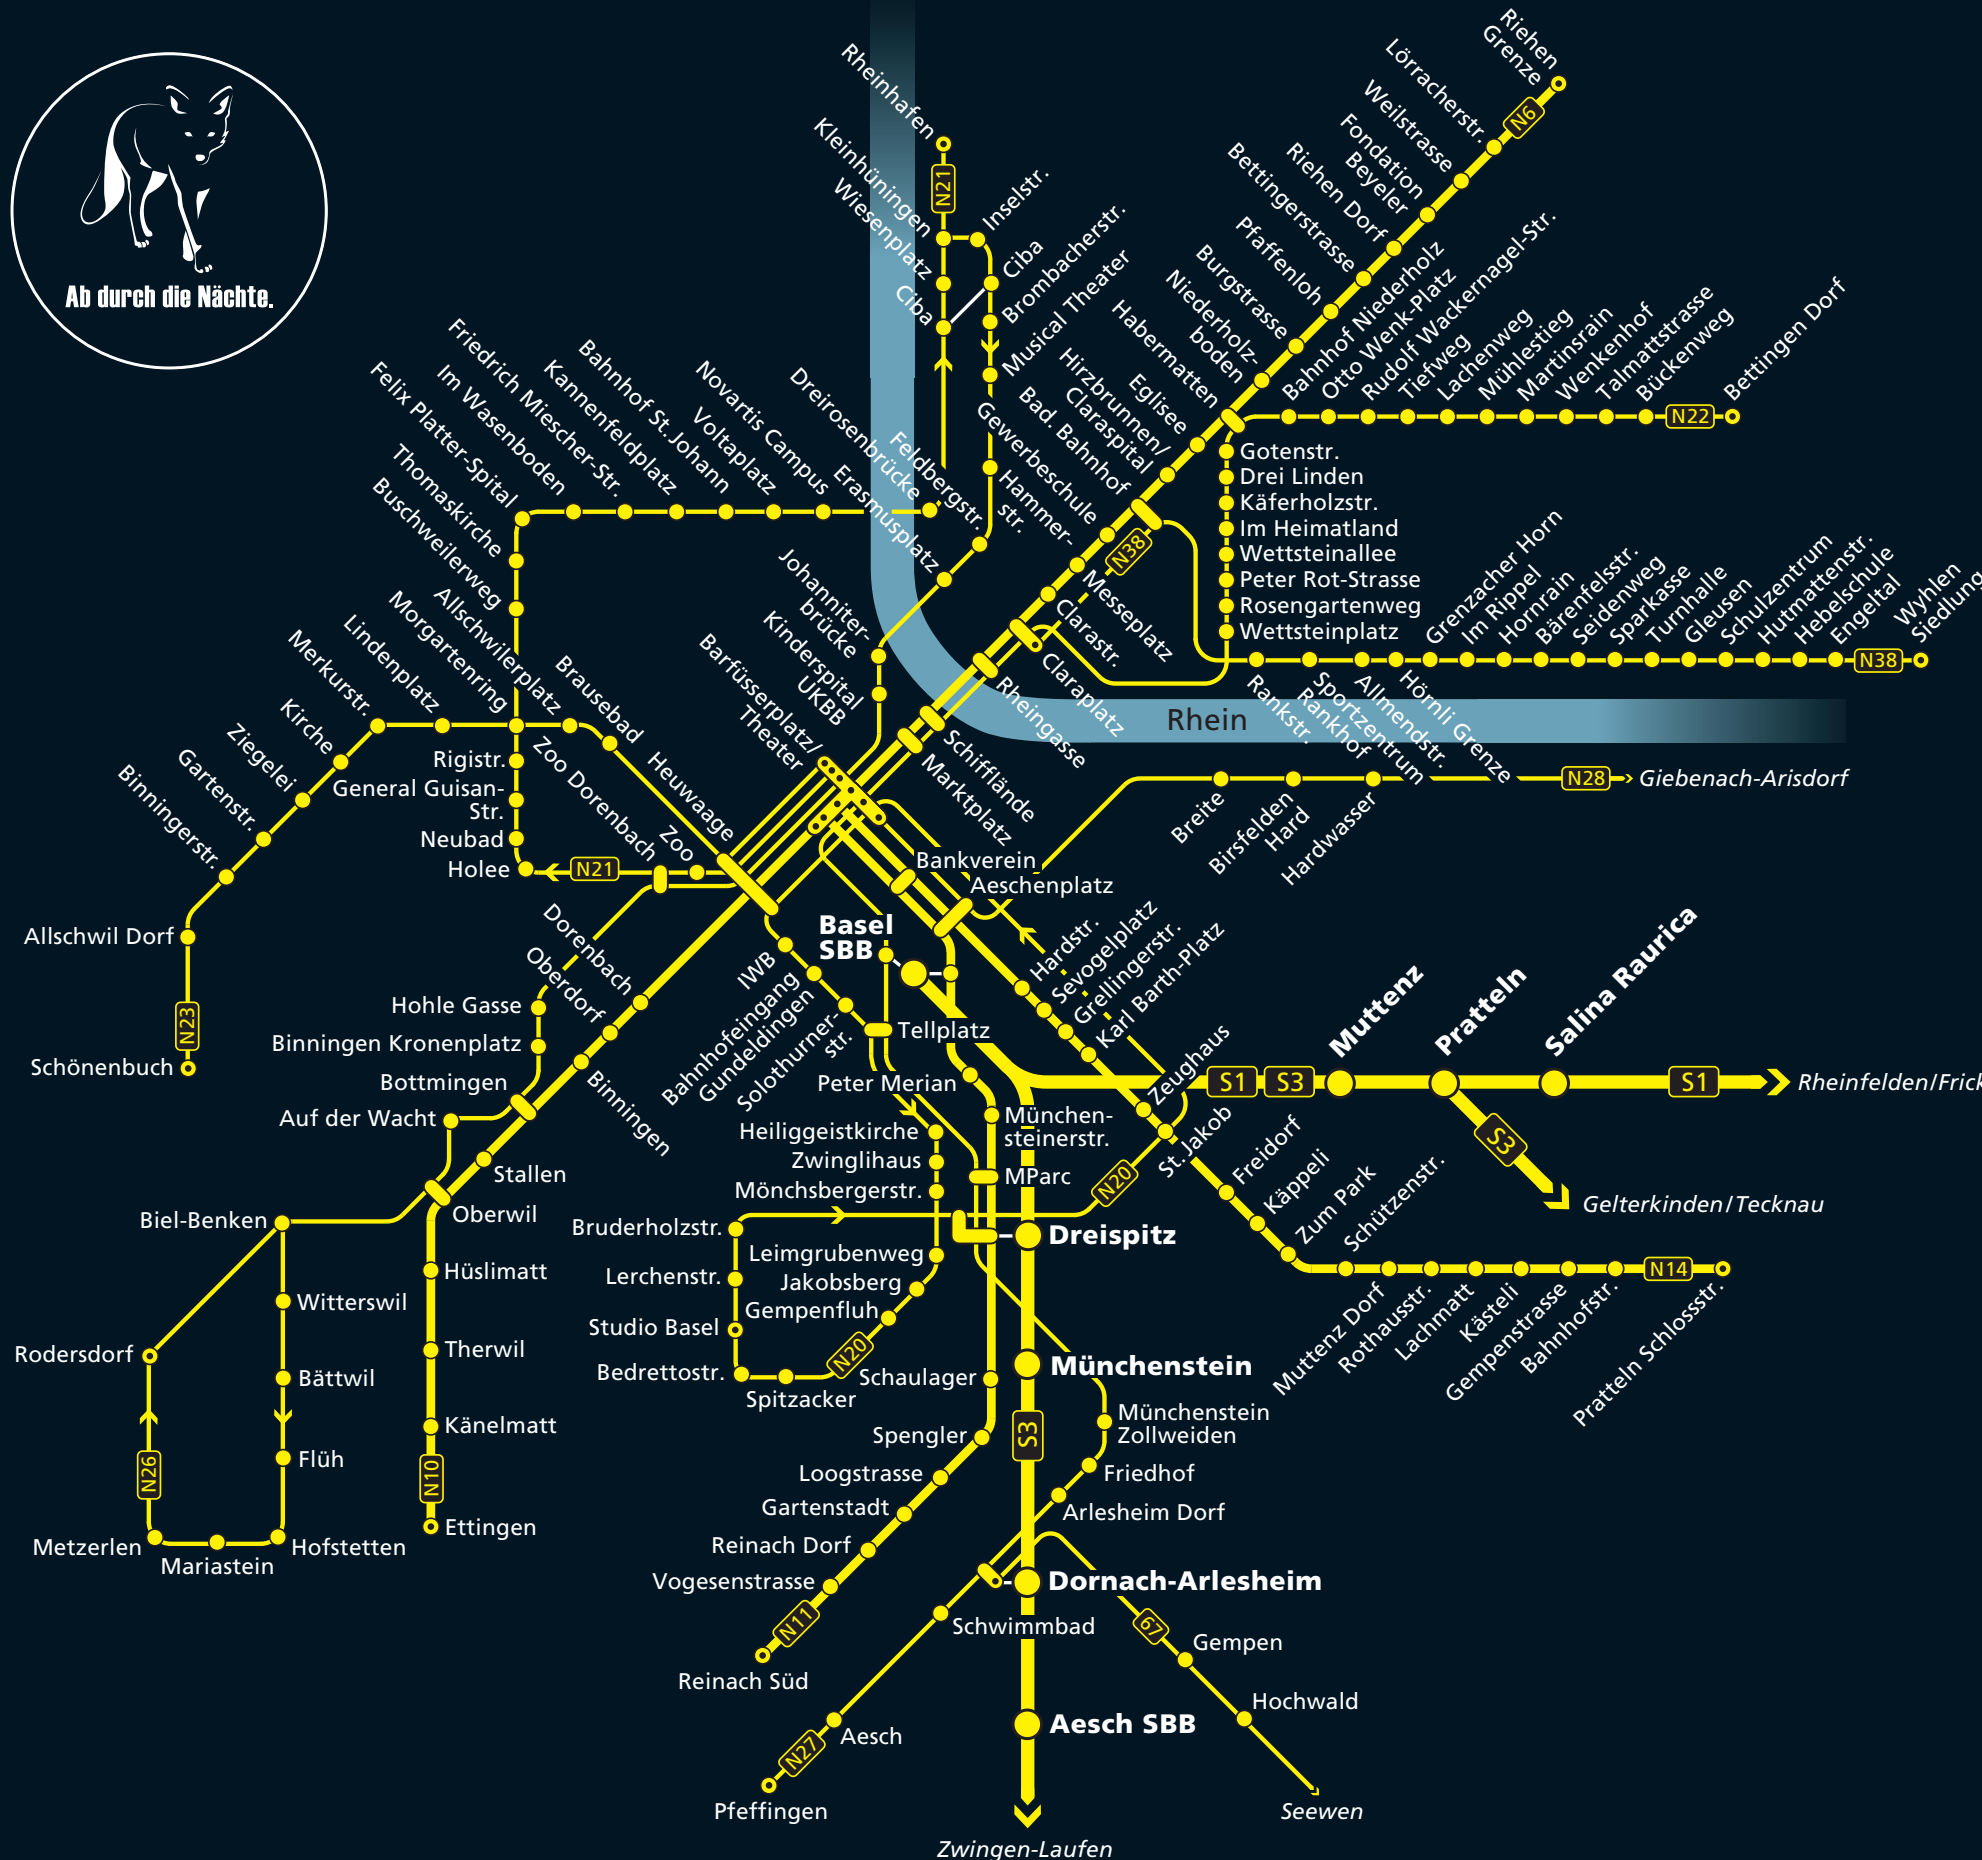 Ab durch die Nächte.
Rheinhafen
N21
Kleinhüningen
Wiesenplatz
Ciba
Inselstr.
Ciba
Brombacherstr.
Musical Theater
Hammer-
str.
Feldbergstr.
Erasmusplatz
Dreirosenbrücke
Novartis Campus
Voltaplatz
Bahnhof St. Johann
Kannenfeldplatz
Friedrich Miescher-Str.
Im Wasenboden
Felix Platter-Spital
Thomaskirche
Buschweilerweg
Morgartenring
Allschwilerplatz
Brausebad
Heuwaage
Lindenplatz
Merkurstr.
Kirche
Ziegelei
Gartenstr.
Binningerstr.
Allschwil Dorf
N23
Schönenbuch
Rigistr.
General Guisan-
Str.
Neubad
Holee
N21
Zoo Dorenbach
Zoo
Johanniter-
brücke
Kinderspital
UKBB
Barfüsserplatz/
Theater
Riehen
Grenze
N6
Lörracherstr.
Weilstrasse
Fondation
Beyeler
Riehen Dorf
Bettingerstrasse
Pfaffenloh
Burgstrasse
Niederholz-
boden
Habermatten
Eglisee
Hirzbrunnen/
Claraspital
Bad. Bahnhof
Gewerbeschule
Messeplatz
Clarastr.
Claraplatz
Rheingasse
Schifflände
Marktplatz
Bahnhof Niederholz
Otto Wenk-Platz
Rudolf Wackernagel-Str.
Tiefweg
Lachenweg
Mühlestieg
Martinsrain
Wenkenhof
Talmattstrasse
Bückenweg
N22
Bettingen Dorf
Gotenstr.
Drei Linden
Käferholzstr.
Im Heimatland
Wettsteinallee
Peter Rot-Strasse
Rosengartenweg
Wettsteinplatz
N38
Rankstr.
Rankhof
Sportzentrum
Allmendstr.
Hörnli Grenze
Grenzacher Horn
Im Rippel
Hornrain
Bärenfelsstr.
Seidenweg
Sparkasse
Turnhalle
Gleusen
Schulzentrum
Hutmattenstr.
Hebelschule
Engeltal
N38
Wyhlen
Siedlung
Rhein
Breite
Birsfelden
Hard
Hardwasser
N28
Giebenach-Arisdorf
Bankverein
Aeschenplatz
Basel
SBB
Hardstr.
Sevogelplatz
Grellingerstr.
Karl Barth-Platz
Zeughaus
St. Jakob
Freidorf
Käppeli
Zum Park
Schützenstr.
Muttenz Dorf
Rothausstr.
Lachmatt
Kästeli
Gempenstrasse
Bahnhofstr.
N14
Pratteln Schlossstr.
S1
S3
Muttenz
Pratteln
Salina Raurica
S1
Rheinfelden/Frick
S3
Gelterkinden/Tecknau
Dorenbach
Oberdorf
Binningen
Hohle Gasse
Binningen Kronenplatz
Bottmingen
Auf der Wacht
Stallen
Oberwil
Biel-Benken
Hüslimatt
Therwil
Känelmatt
N10
Ettingen
Witterswil
Bättwil
Flüh
Hofstetten
Mariastein
Metzerlen
N26
Rodersdorf
IWB
Bahnhofeingang
Gundeldingen
Solothurner-
str.
Tellplatz
Peter Merian
Heiliggeistkirche
Zwinglihaus
Mönchsbergerstr.
Leimgrubenweg
Jakobsberg
Gempenfluh
N20
Spitzacker
Bedrettostr.
Studio Basel
Lerchenstr.
Bruderholzstr.
N20
München-
steinerstr.
MParc
Dreispitz
Münchenstein
S3
Schaulager
Spengler
Loogstrasse
Gartenstadt
Reinach Dorf
Vogesenstrasse
N11
Reinach Süd
Münchenstein
Zollweiden
Friedhof
Arlesheim Dorf
Dornach-Arlesheim
Schwimmbad
Aesch
N27
Pfeffingen
67
Gempen
Hochwald
Seewen
Aesch SBB
Zwingen-Laufen